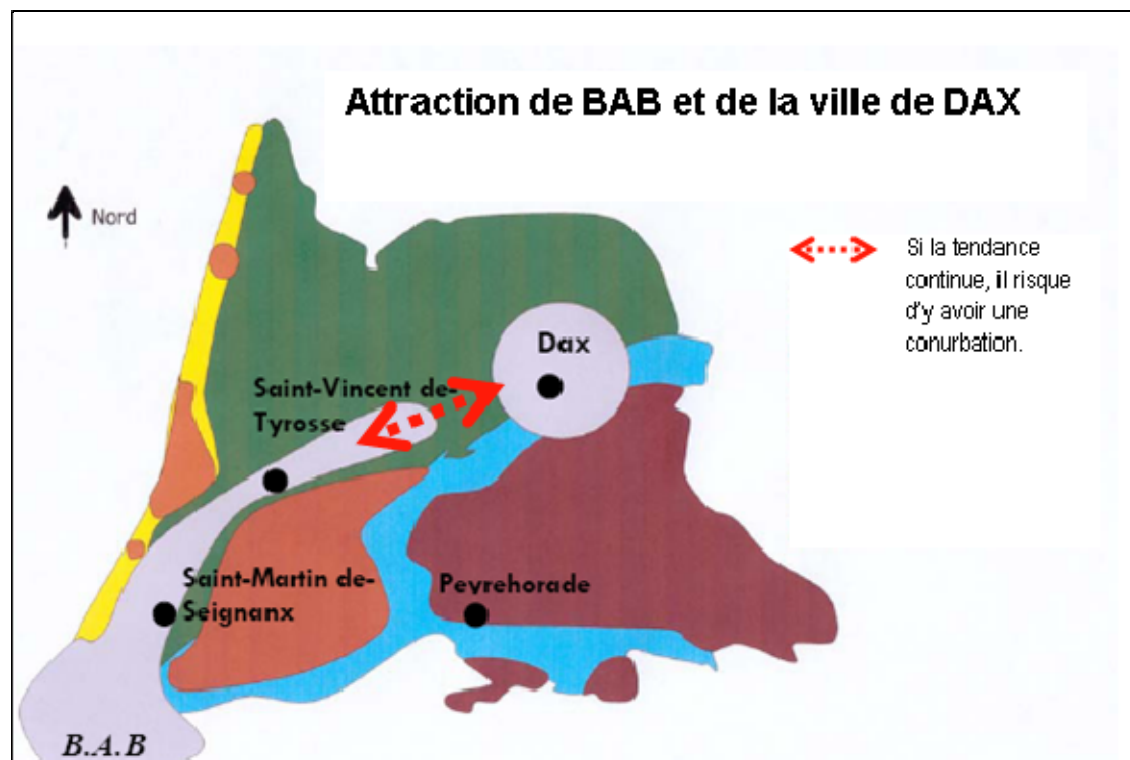 Attraction de BAB et de la ville de DAX
Nord
Si la tendance
continue, il risque
d'y avoir une
conurbation.
Dax
Saint-Vincent de-
Tyrosse
Saint-Martin de-
Seignanx
Peyrehorade
B.A.B